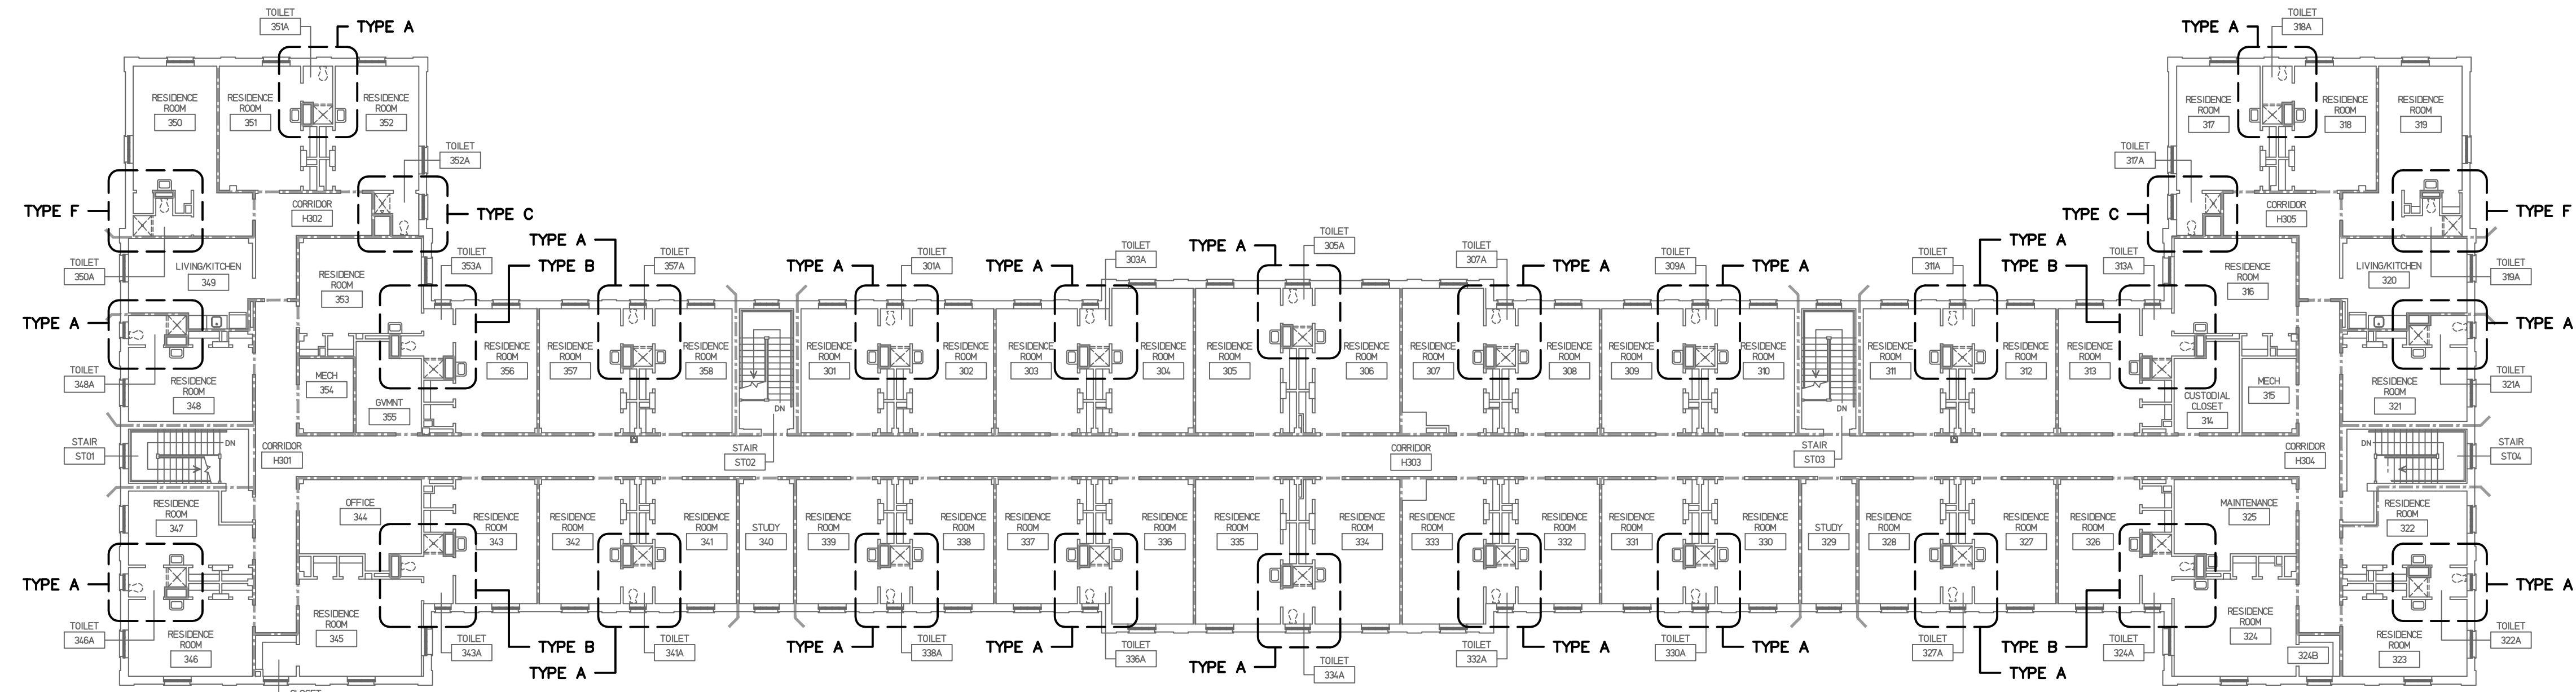 TOILET
351A
TYPE A
TOILET
318A
TYPE A
RESIDENCE
ROOM
350
RESIDENCE
ROOM
351
RESIDENCE
ROOM
352
RESIDENCE
ROOM
317
RESIDENCE
ROOM
318
RESIDENCE
ROOM
319
TOILET
352A
TOILET
317A
TYPE F
CORRIDOR
H302
TYPE C
TYPE C
CORRIDOR
H305
TYPE F
TOILET
350A
LIVING/KITCHEN
349
RESIDENCE
ROOM
353
TOILET
353A
TYPE A
TYPE B
TOILET
357A
TYPE A
TOILET
301A
TYPE A
TOILET
303A
TYPE A
TOILET
305A
TOILET
307A
TYPE A
TOILET
309A
TYPE A
TOILET
311A
TYPE A
TYPE B
TOILET
313A
RESIDENCE
ROOM
316
LIVING/KITCHEN
320
TOILET
319A
TYPE A
TYPE A
TOILET
348A
RESIDENCE
ROOM
348
MECH
354
GVMNT
355
RESIDENCE
ROOM
356
RESIDENCE
ROOM
357
RESIDENCE
ROOM
358
DN
RESIDENCE
ROOM
301
RESIDENCE
ROOM
302
RESIDENCE
ROOM
303
RESIDENCE
ROOM
304
RESIDENCE
ROOM
305
RESIDENCE
ROOM
306
RESIDENCE
ROOM
307
RESIDENCE
ROOM
308
RESIDENCE
ROOM
309
RESIDENCE
ROOM
310
DN
RESIDENCE
ROOM
311
RESIDENCE
ROOM
312
RESIDENCE
ROOM
313
CUSTODIAL
CLOSET
314
MECH
315
RESIDENCE
ROOM
321
TOILET
321A
STAIR
ST01
DN
CORRIDOR
H301
STAIR
ST02
CORRIDOR
H303
STAIR
ST03
CORRIDOR
H304
DN
STAIR
ST04
RESIDENCE
ROOM
347
OFFICE
344
RESIDENCE
ROOM
343
RESIDENCE
ROOM
342
RESIDENCE
ROOM
341
STUDY
340
RESIDENCE
ROOM
339
RESIDENCE
ROOM
338
RESIDENCE
ROOM
337
RESIDENCE
ROOM
336
RESIDENCE
ROOM
335
RESIDENCE
ROOM
334
RESIDENCE
ROOM
333
RESIDENCE
ROOM
332
RESIDENCE
ROOM
331
RESIDENCE
ROOM
330
STUDY
329
RESIDENCE
ROOM
328
RESIDENCE
ROOM
327
RESIDENCE
ROOM
326
MAINTENANCE
325
RESIDENCE
ROOM
322
TYPE A
TYPE A
TOILET
346A
RESIDENCE
ROOM
346
RESIDENCE
ROOM
345
TOILET
343A
TYPE B
TYPE A
TOILET
341A
TYPE A
TOILET
338A
TYPE A
TOILET
336A
TYPE A
TOILET
334A
TOILET
332A
TYPE A
TOILET
330A
TYPE A
TOILET
327A
TYPE B
TYPE A
TOILET
324A
RESIDENCE
ROOM
324
324B
RESIDENCE
ROOM
323
TOILET
322A